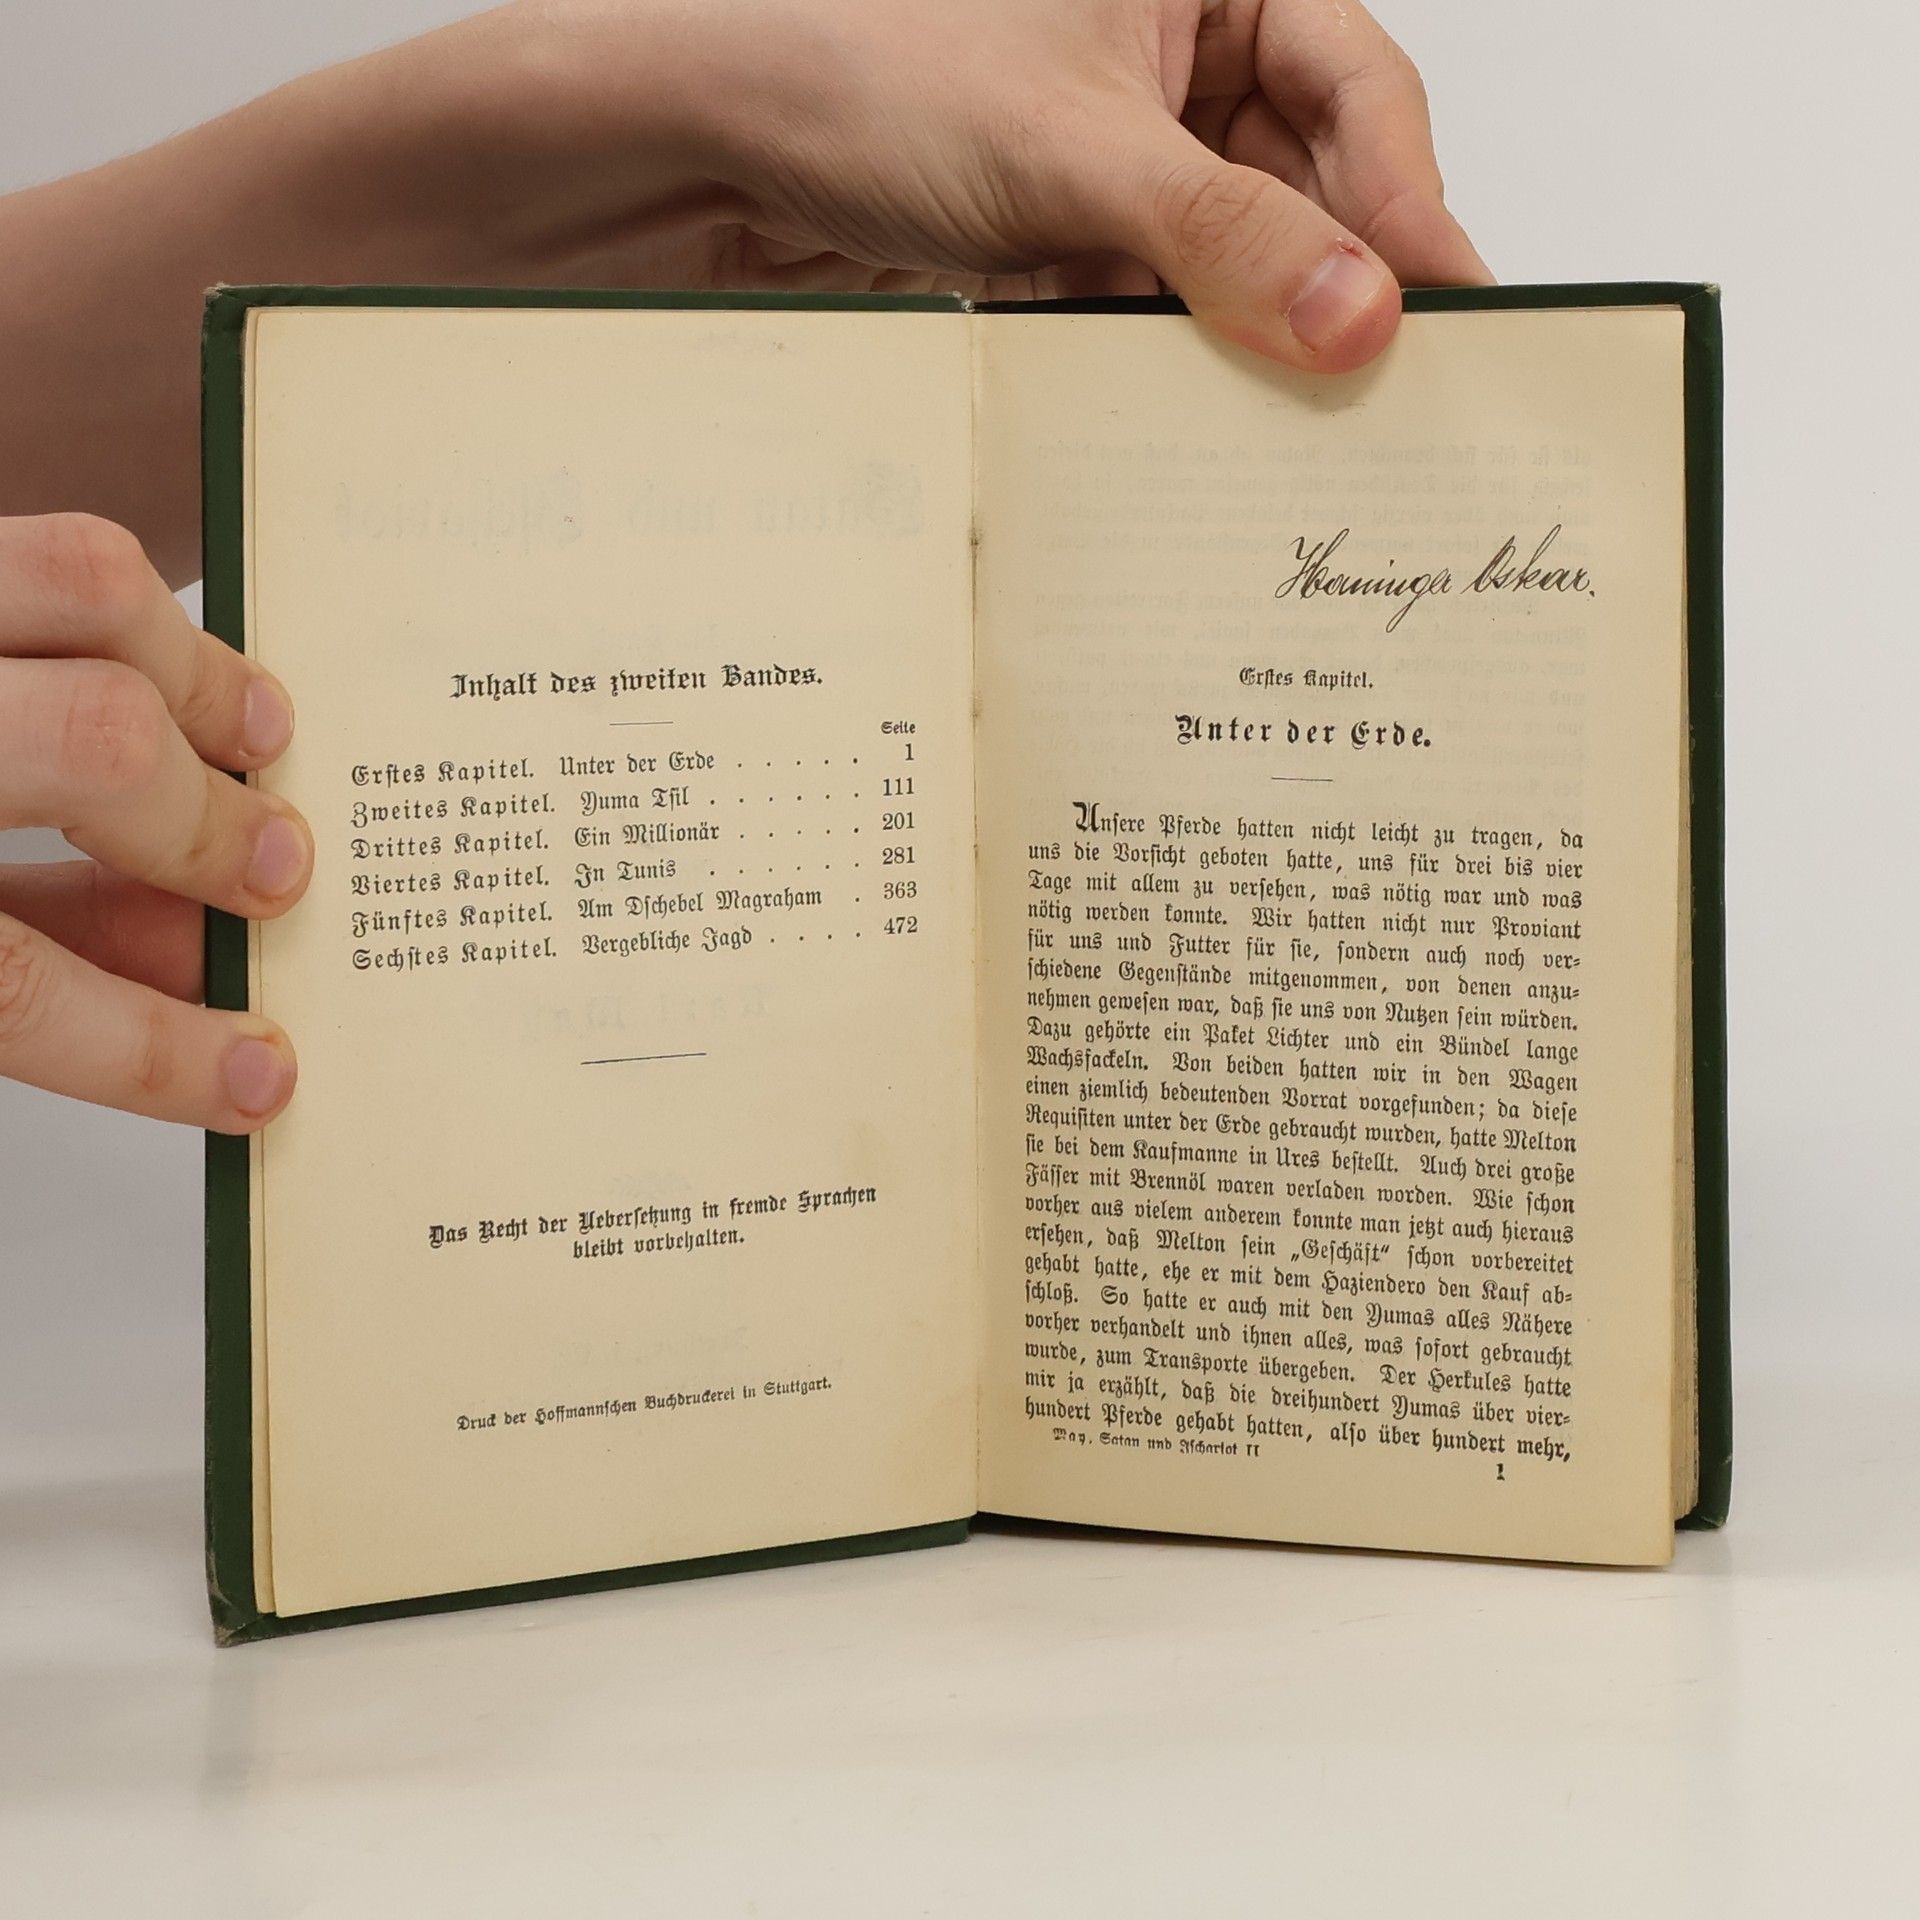 Inhalt des zweiten Bandes.
Seite
Erstes Kapitel. Unter der Erde . . . . . 1
Zweites Kapitel. Yuma Tsil . . . . . . 111
Drittes Kapitel. Ein Millionär . . . . . 201
Viertes Kapitel. In Tunis . . . . . . 281
Fünftes Kapitel. Am Dschebel Magraham . 363
Sechstes Kapitel. Vergebliche Jagd . . . . 472
Das Recht der Uebersetzung in fremde Sprachen
bleibt vorbehalten.
Druck der Hoffmannschen Buchdruckerei in Stuttgart.
Oskar.
Erstes Kapitel.
Unter der Erde.
Unsere Pferde hatten nicht leicht zu tragen, da
uns die Vorsicht geboten hatte, uns für drei bis vier
Tage mit allem zu versehen, was nötig war und was
nötig werden konnte. Wir hatten nicht nur Proviant
für uns und Futter für sie, sondern auch noch ver-
schiedene Gegenstände mitgenommen, von denen anzu-
nehmen gewesen war, daß sie uns von Nutzen sein würden.
Dazu gehörte ein Paket Lichter und ein Bündel lange
Wachsfackeln. Von beiden hatten wir in den Wagen
einen ziemlich bedeutenden Vorrat vorgefunden; da diese
Requisiten unter der Erde gebraucht wurden, hatte Melton
sie bei dem Kaufmanne in Ures bestellt. Auch drei große
Fässer mit Brennöl waren verladen worden. Wie schon
vorher aus vielem anderem konnte man jetzt auch hieraus
ersehen, daß Melton sein „Geschäft“ schon vorbereitet
gehabt hatte, ehe er mit dem Haziendero den Kauf ab-
schloß. So hatte er auch mit den Yumas alles Nähere
vorher verhandelt und ihnen alles, was sofort gebraucht
wurde, zum Transporte übergeben. Der Herkules hatte
mir ja erzählt, daß die dreihundert Yumas über vier-
hundert Pferde gehabt hatten, also über hundert mehr,
May, Satan und Ischariot II
1